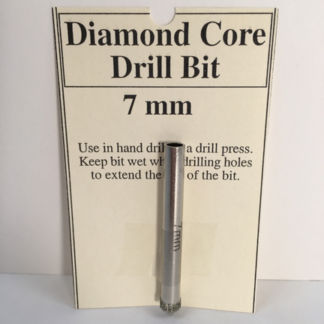 Diamond Core
Drill Bit
7 mm
Use in hand dril a drill press.
Keep bit wet wh drilling holes
to extend the of the bit.
7mm